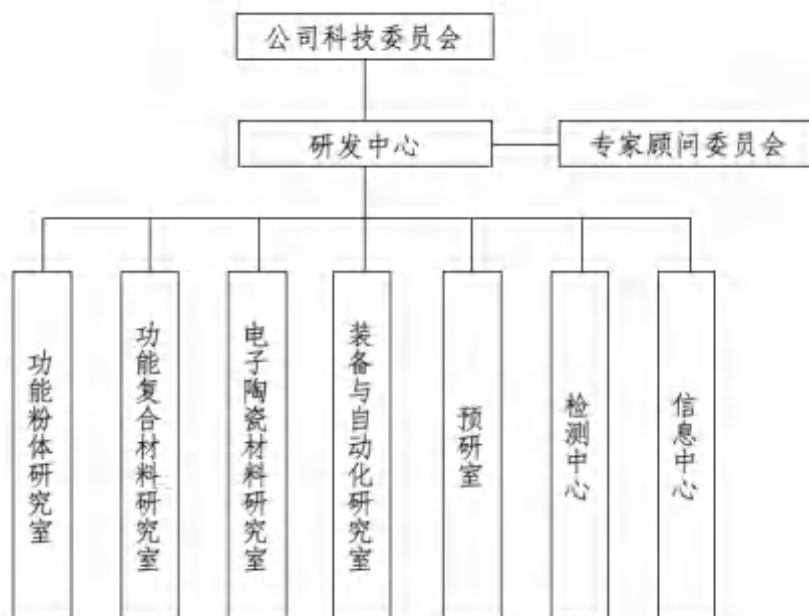 公司科技委员会
研发中心
专家顾问委员会
功能粉体研究室
功能复合材料研究室
电子陶瓷材料研究室
装备与自动化研究室
预研室
检测中心
信息中心